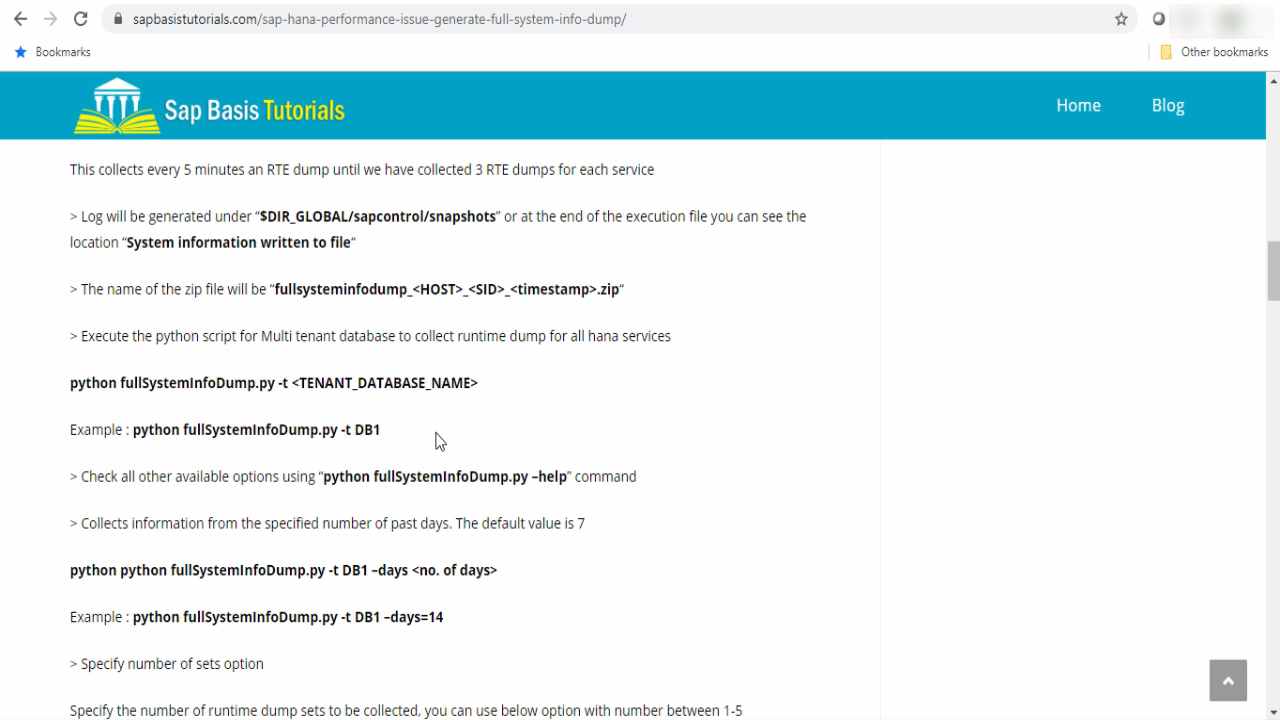 sapbasistutorials.com/sap-hana-performance-issue-generate-full-system-info-dump/
Bookmarks
Other bookmarks
Sap Basis Tutorials
Home
Blog
This collects every 5 minutes an RTE dump until we have collected 3 RTE dumps for each service
> Log will be generated under “$DIR_GLOBAL/sapcontrol/snapshots” or at the end of the execution file you can see the
location “System information written to file“
> The name of the zip file will be “fullsysteminfodump_<HOST>_<SID>_<timestamp>.zip“
> Execute the python script for Multi tenant database to collect runtime dump for all hana services
python fullSystemInfoDump.py -t <TENANT_DATABASE_NAME>
Example : python fullSystemInfoDump.py -t DB1
> Check all other available options using “python fullSystemInfoDump.py –help” command
> Collects information from the specified number of past days. The default value is 7
python python fullSystemInfoDump.py -t DB1 –days <no. of days>
Example : python fullSystemInfoDump.py -t DB1 –days=14
> Specify number of sets option
Specify the number of runtime dump sets to be collected, you can use below option with number between 1-5